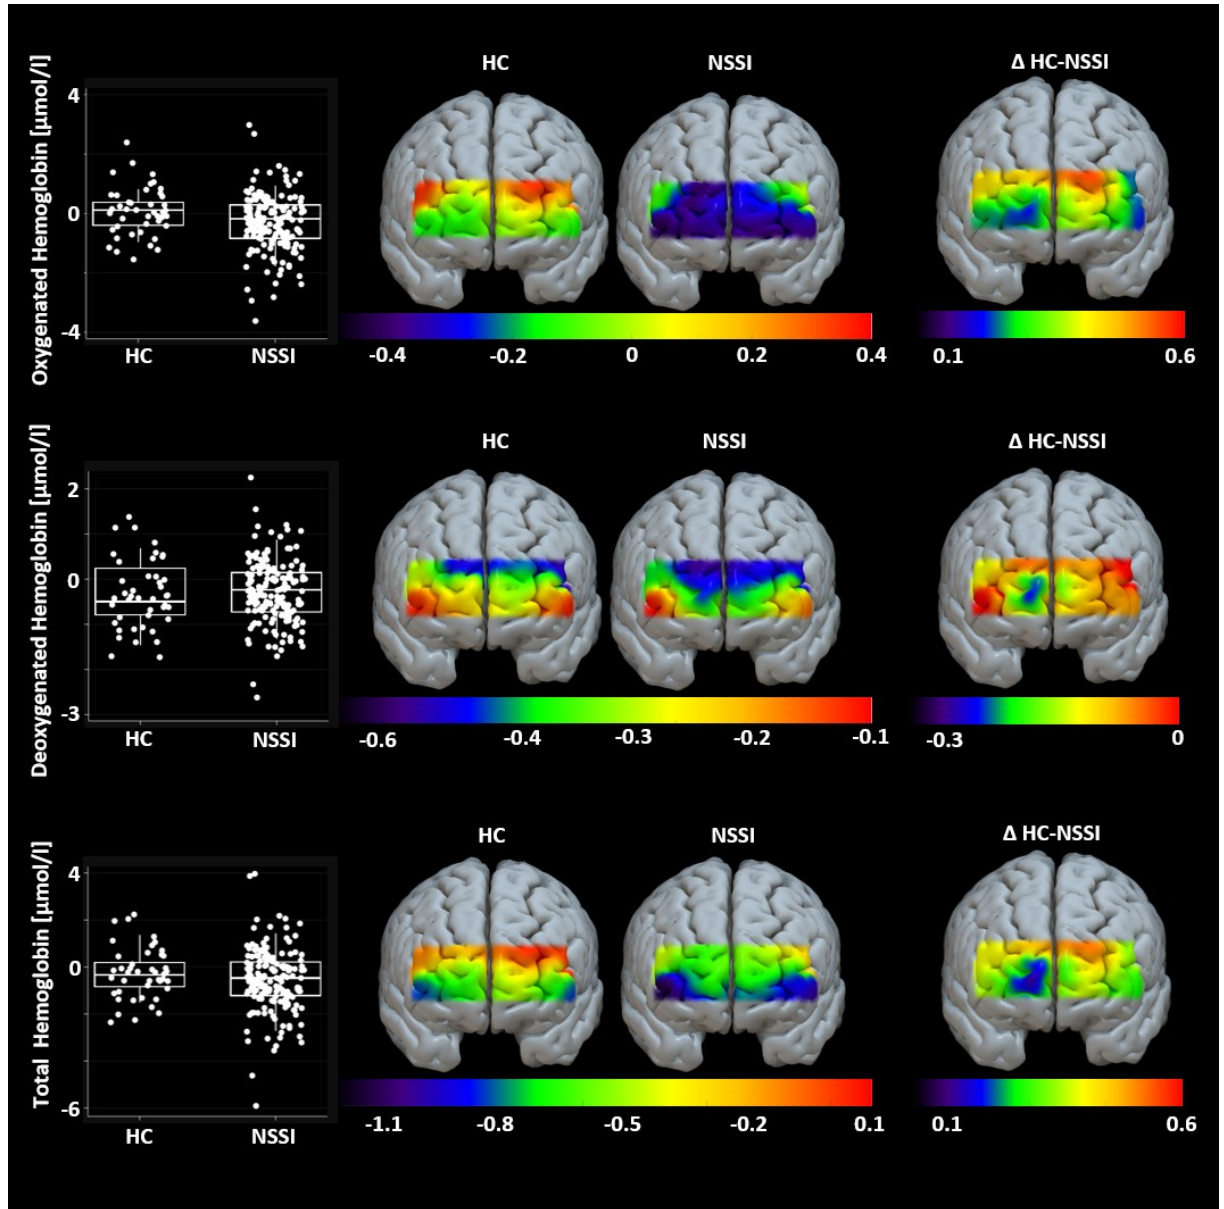 Oxygenated Hemoglobin [µmol/l]
4
0
-4
HC
NSSI
HC
NSSI
Δ HC-NSSI
-0.4
-0.2
0
0.2
0.4
0.1
0.6
Deoxygenated Hemoglobin [µmol/l]
2
0
-3
HC
NSSI
HC
NSSI
Δ HC-NSSI
-0.6
-0.4
-0.3
-0.2
-0.1
-0.3
0
Total Hemoglobin [µmol/l]
4
0
-6
HC
NSSI
HC
NSSI
Δ HC-NSSI
-1.1
-0.8
-0.5
-0.2
0.1
0.1
0.6